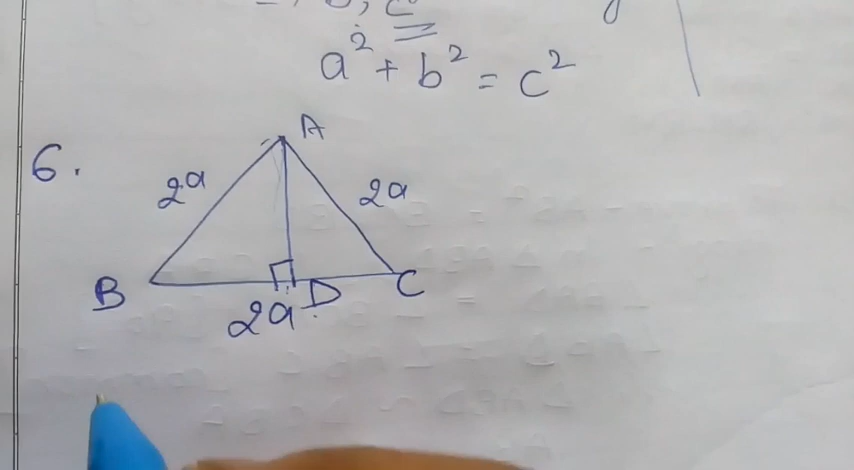 a² + b² = c²
6.
A
2a 2a
B D C
2a